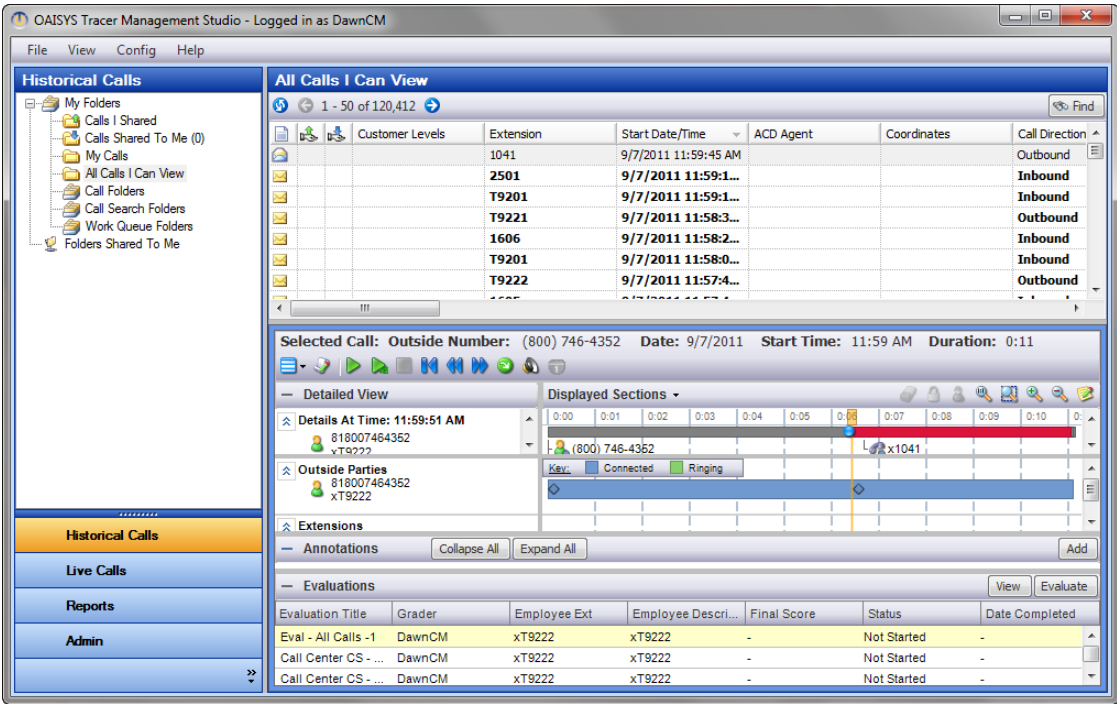 OAISYS Tracer Management Studio - Logged in as DawnCM
File View Config Help
Historical Calls
My Folders
Calls I Shared
Calls Shared To Me (0)
My Calls
All Calls I Can View
Call Folders
Call Search Folders
Work Queue Folders
Folders Shared To Me
Historical Calls
Live Calls
Reports
Admin
All Calls I Can View
1 - 50 of 120,412 Find
Customer Levels Extension Start Date/Time ACD Agent Coordinates Call Direction
1041 9/7/2011 11:59:45 AM Outbound
2501 9/7/2011 11:59:1... Inbound
T9201 9/7/2011 11:59:1... Inbound
T9221 9/7/2011 11:58:3... Outbound
1606 9/7/2011 11:58:2... Inbound
T9201 9/7/2011 11:58:0... Inbound
T9222 9/7/2011 11:57:4... Outbound
Selected Call: Outside Number: (800) 746-4352 Date: 9/7/2011 Start Time: 11:59 AM Duration: 0:11
Detailed View Displayed Sections
Details At Time: 11:59:51 AM 0:00 0:01 0:02 0:03 0:04 0:05 0:06 0:07 0:08 0:09 0:10 0:
818007464352
xT9222 (800) 746-4352 x1041
Outside Parties Key: Connected Ringing
818007464352
xT9222
Extensions
Annotations Collapse All Expand All Add
Evaluations View Evaluate
Evaluation Title Grader Employee Ext Employee Descri... Final Score Status Date Completed
Eval - All Calls -1 DawnCM xT9222 xT9222 - Not Started -
Call Center CS - ... DawnCM xT9222 xT9222 - Not Started -
Call Center CS - ... DawnCM xT9222 xT9222 - Not Started -